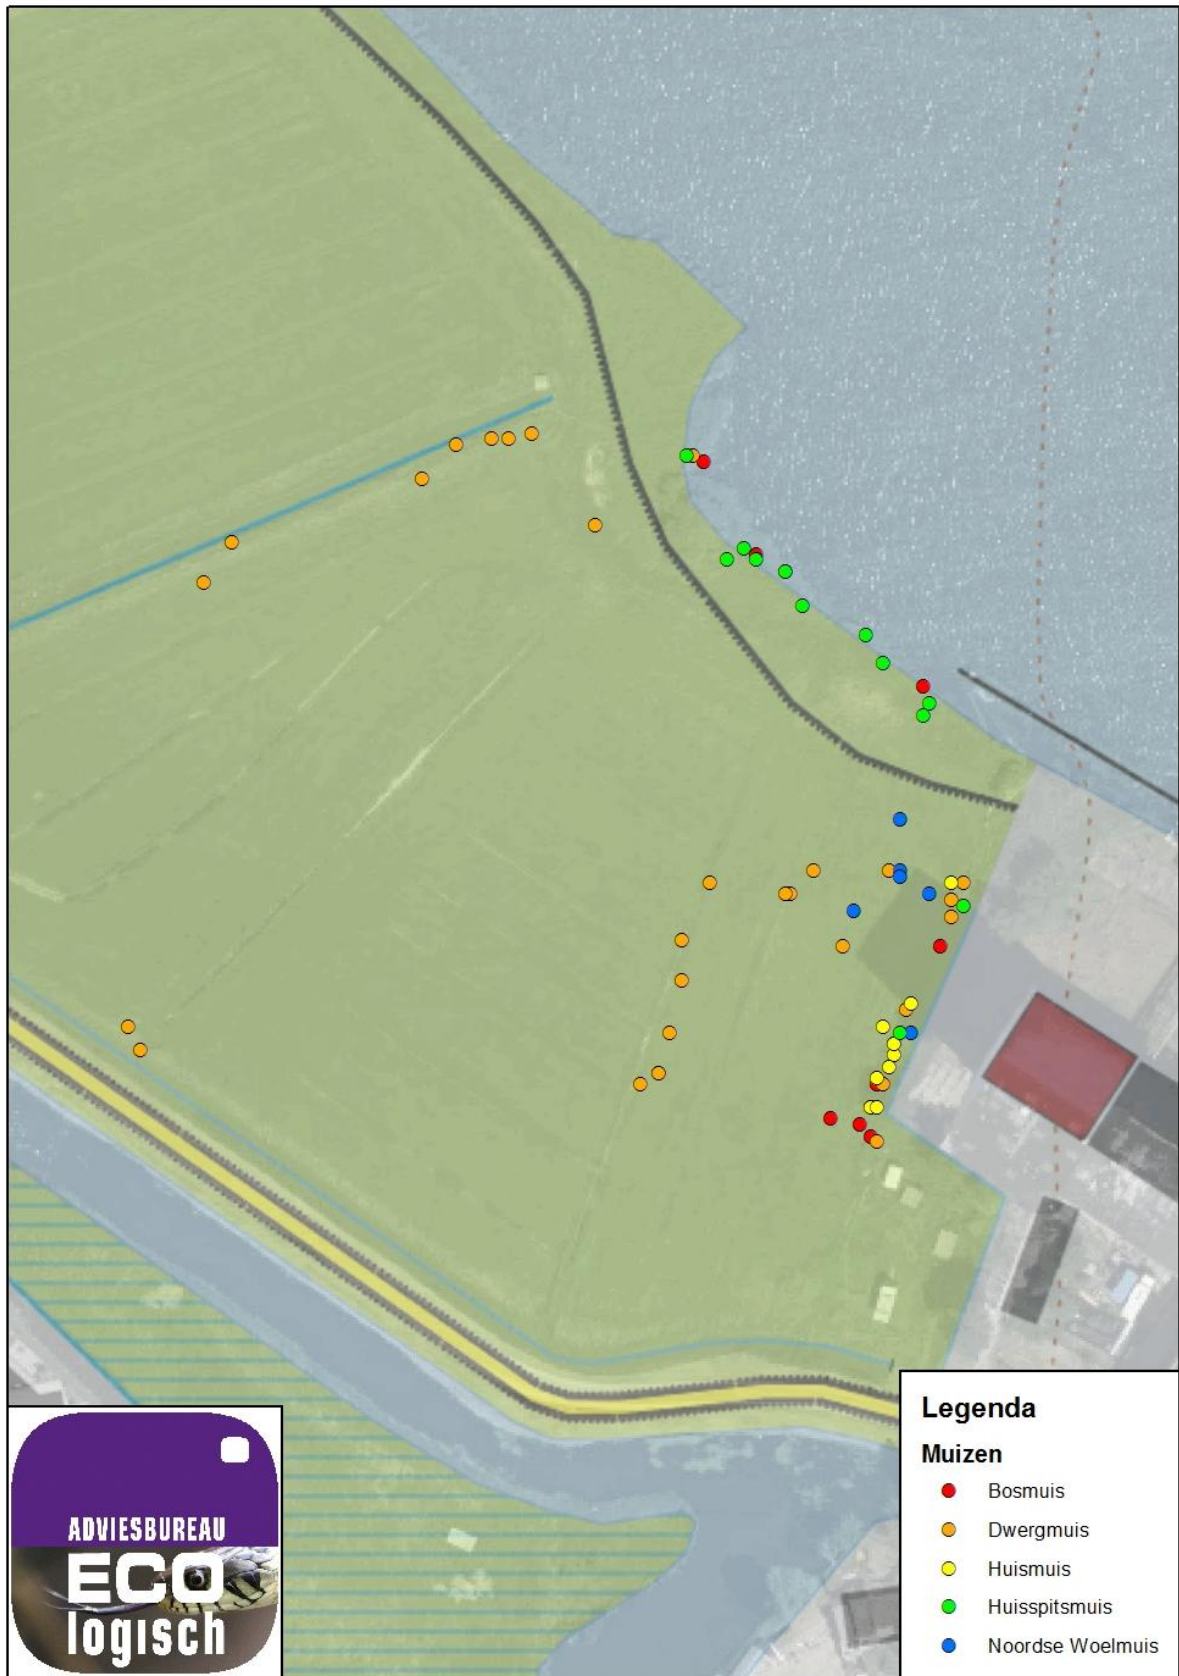 Legenda
Muizen
Bosmuis
Dwergmuis
Huismuis
Huisspitsmuis
Noordse Woelmuis
ADVIESBUREAU
ECO
logisch